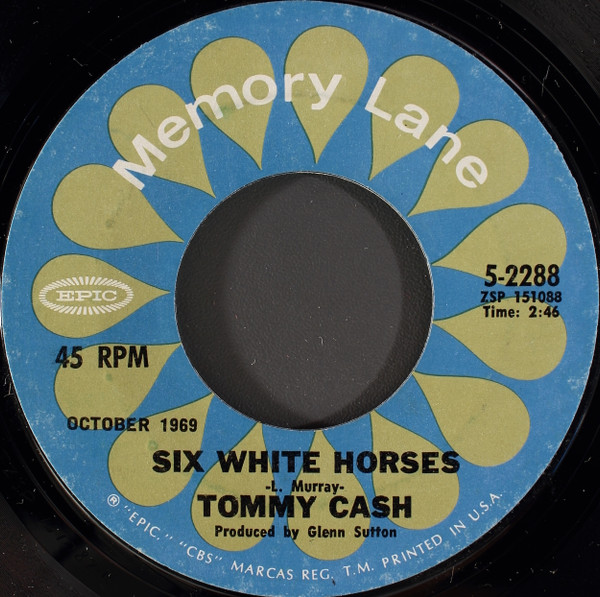 Memory Lane
5-2288
ZSP 151088
Time: 2:46
EPIC
45 RPM
OCTOBER 1969
SIX WHITE HORSES
-L. Murray-
TOMMY CASH
Produced by Glenn Sutton
® "EPIC," "CBS" MARCAS REG. T.M. PRINTED IN U.S.A.